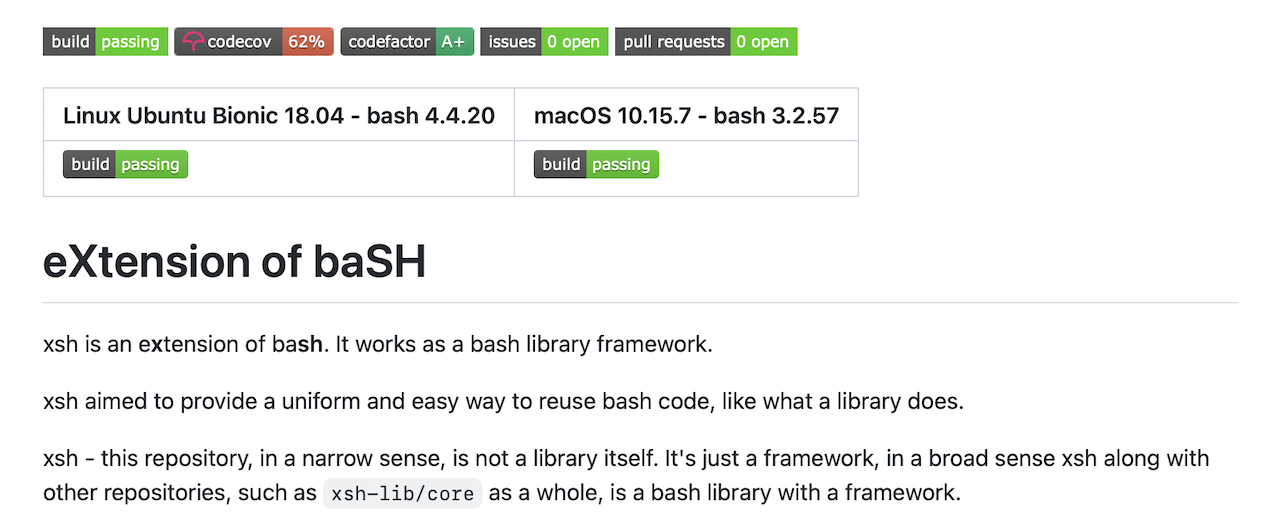 build passing codecov 62% codefactor A+ issues 0 open pull requests 0 open
Linux Ubuntu Bionic 18.04 - bash 4.4.20 macOS 10.15.7 - bash 3.2.57
build passing build passing
eXtension of baSH
xsh is an extension of bash. It works as a bash library framework.
xsh aimed to provide a uniform and easy way to reuse bash code, like what a library does.
xsh - this repository, in a narrow sense, is not a library itself. It's just a framework, in a broad sense xsh along with
other repositories, such as xsh-lib/core as a whole, is a bash library with a framework.